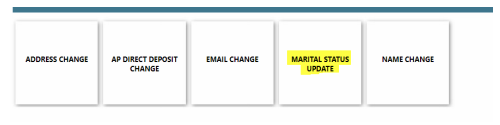 ADDRESS CHANGE
AP DIRECT DEPOSIT
CHANGE
EMAIL CHANGE
MARITAL STATUS
UPDATE
NAME CHANGE